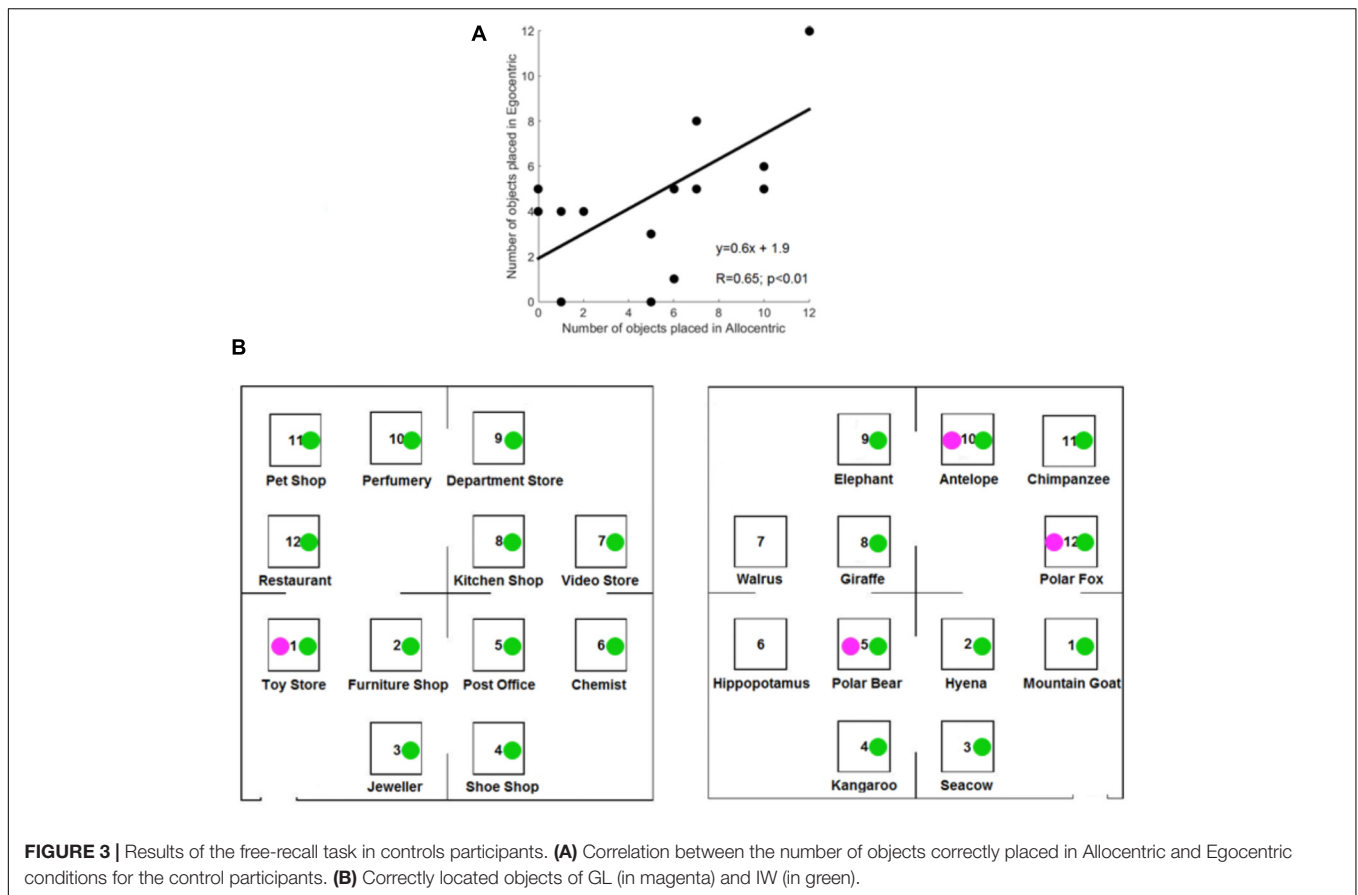 A
12
10
8
6
4
2
0
Number of objects placed in Egocentric
y=0.6x + 1.9
R=0.65; p<0.01
0 2 4 6 8 10 12
Number of objects placed in Allocentric
B
11 10 9
Pet Shop Perfumery Department Store
12 8 7
Restaurant Kitchen Shop Video Store
1 2 5 6
Toy Store Furniture Shop Post Office Chemist
3 4
Jeweller Shoe Shop
9 10 11
Elephant Antelope Chimpanzee
7 8 12
Walrus Giraffe Polar Fox
6 5 2 1
Hippopotamus Polar Bear Hyena Mountain Goat
4 3
Kangaroo Seacow
FIGURE 3 | Results of the free-recall task in controls participants. (A) Correlation between the number of objects correctly placed in Allocentric and Egocentric
conditions for the control participants. (B) Correctly located objects of GL (in magenta) and IW (in green).